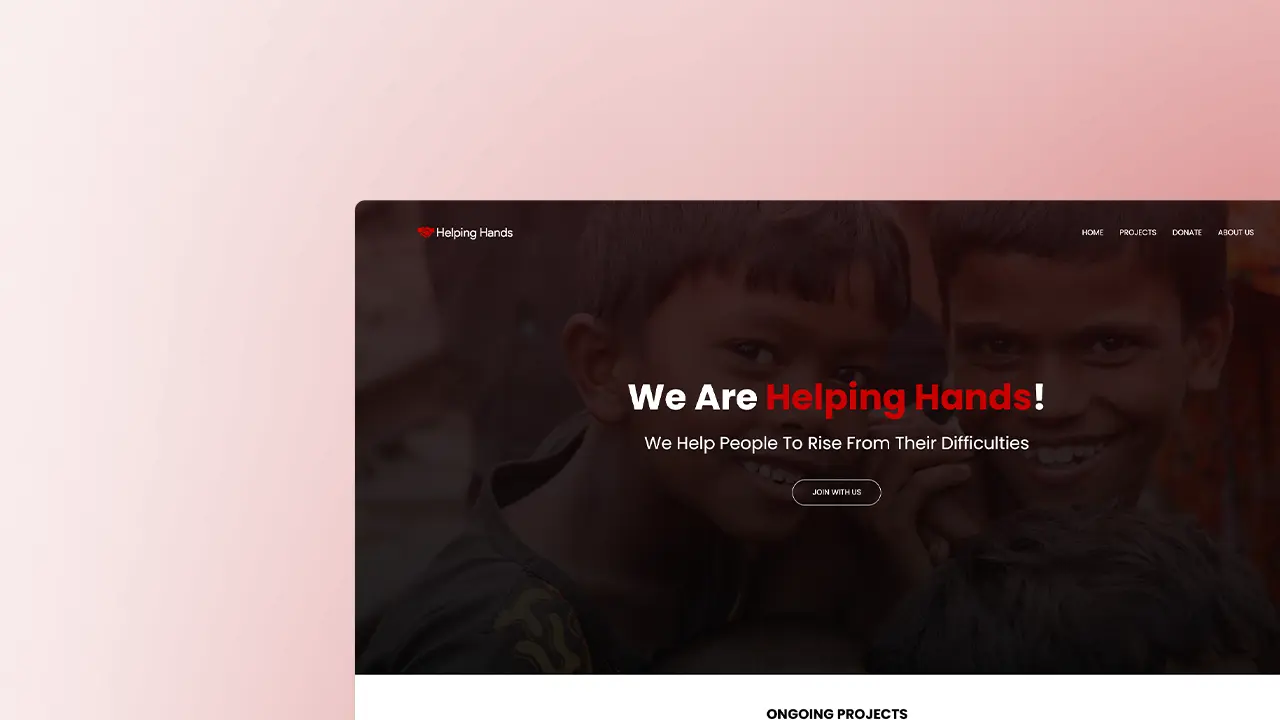 Helping Hands
HOME PROJECTS DONATE ABOUT US
We Are Helping Hands!
We Help People To Rise From Their Difficulties
JOIN WITH US
ONGOING PROJECTS